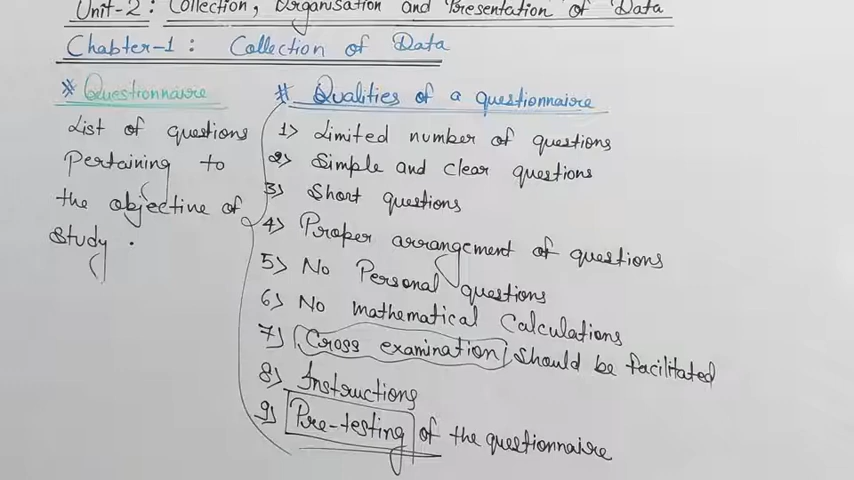 Unit-2: Collection, Organisation and Presentation of Data
Chapter-1: Collection of Data
* Questionnaire
List of questions
Pertaining to
the objective of
study.
# Qualities of a questionnaire
1> Limited number of questions
2> Simple and clear questions
3> Short questions
4> Proper arrangement of questions
5> No Personal questions
6> No mathematical Calculations
7> Cross examination should be facilitated
8> Instructions
9> Pre-testing of the questionnaire